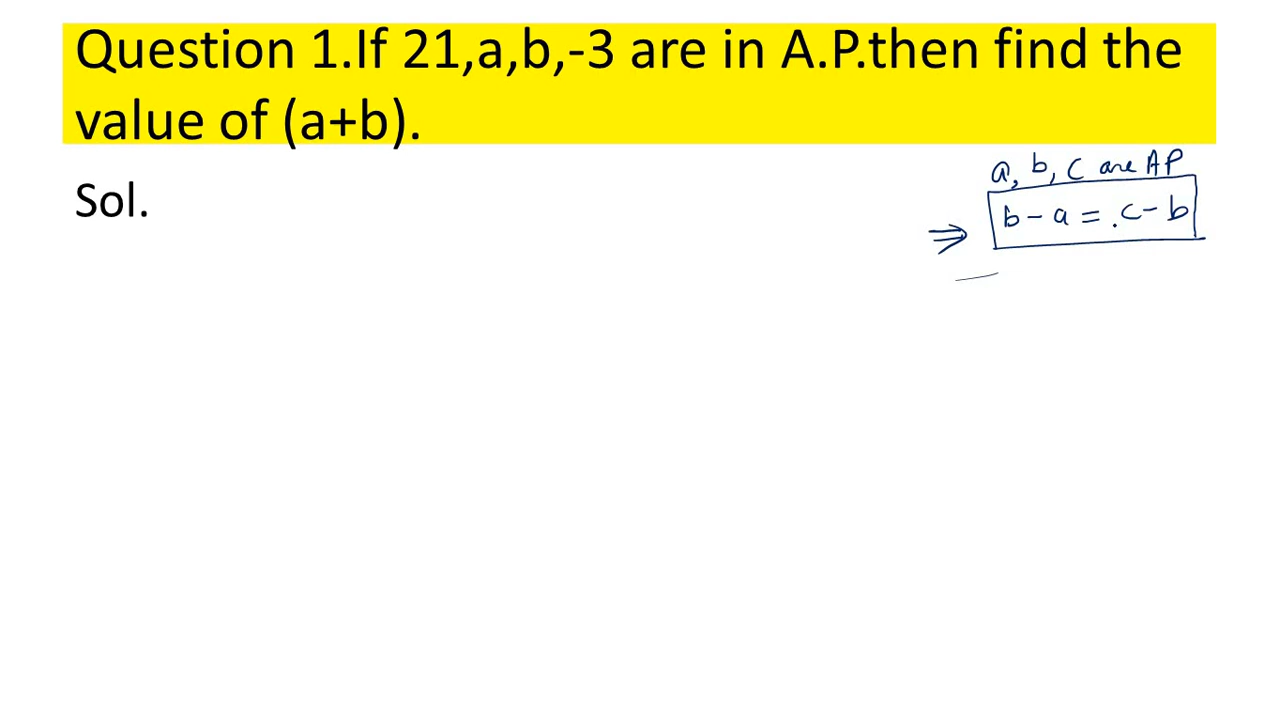 Question 1.If 21,a,b,-3 are in A.P.then find the
value of (a+b).
Sol.
a, b, c are AP
⇒ b - a = .c - b